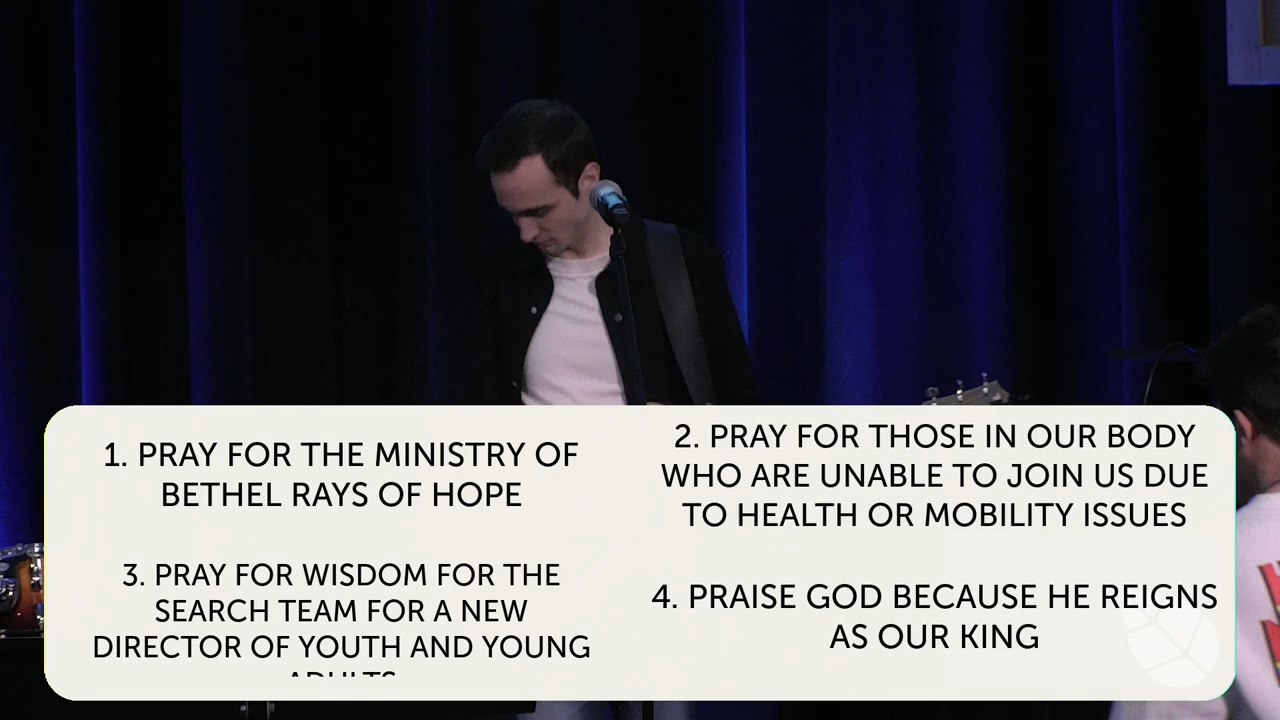 1. PRAY FOR THE MINISTRY OF
BETHEL RAYS OF HOPE
2. PRAY FOR THOSE IN OUR BODY
WHO ARE UNABLE TO JOIN US DUE
TO HEALTH OR MOBILITY ISSUES
3. PRAY FOR WISDOM FOR THE
SEARCH TEAM FOR A NEW
DIRECTOR OF YOUTH AND YOUNG
ADULTS
4. PRAISE GOD BECAUSE HE REIGNS
AS OUR KING